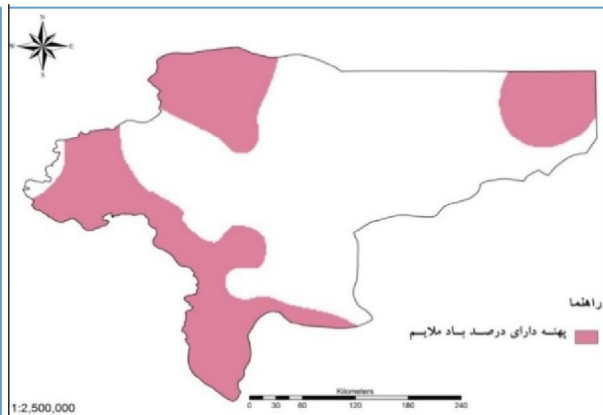 N
W
E
S
راهنما
پهنه دارای درصد باد ملایم
Kilometers
0 30 60 120 180 240
1:2,500,000